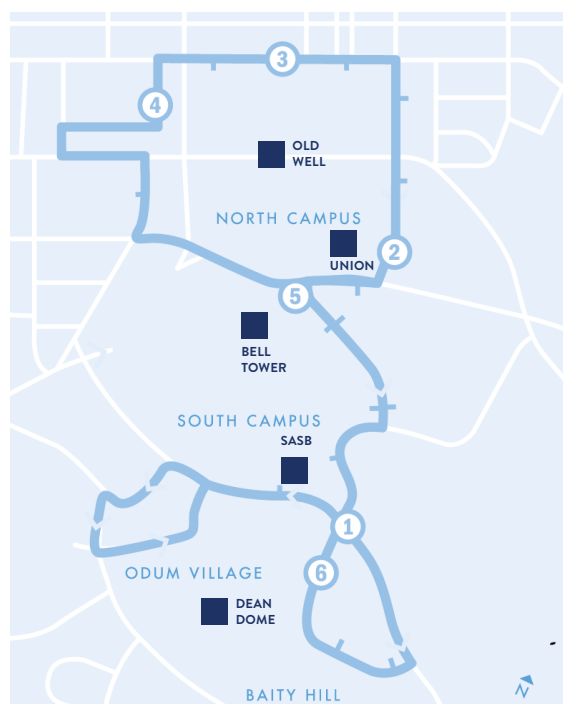 3
4
OLD
WELL
NORTH CAMPUS
2
UNION
5
BELL
TOWER
SOUTH CAMPUS
SASB
1
6
ODUM VILLAGE
DEAN
DOME
N
BAITY HILL